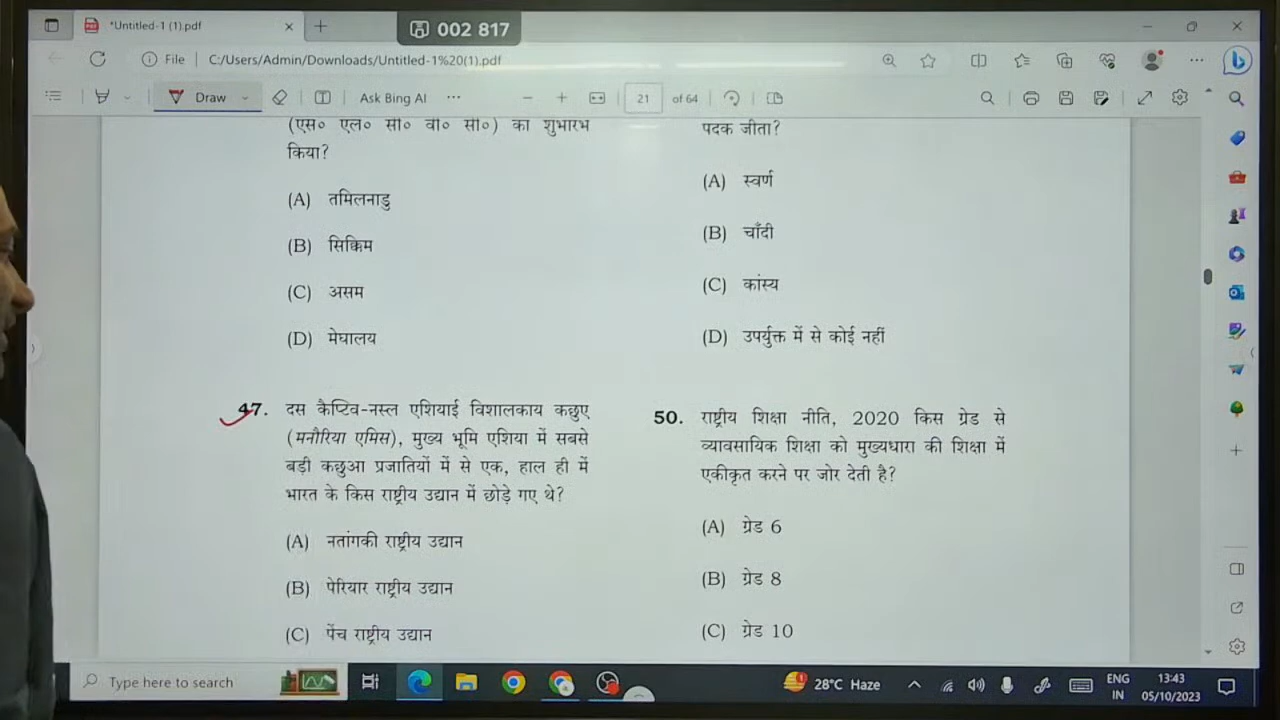 *Untitled-1 (1).pdf
002 817
File
C:/Users/Admin/Downloads/Untitled-1%20(1).pdf
Draw
Ask Bing AI
21
of 64
(एस० एल० सी० वी० सी०) का शुभारंभ
किया?
(A) तमिलनाडु
(B) सिक्किम
(C) असम
(D) मेघालय
47. दस कैप्टिव-नस्ल एशियाई विशालकाय कछुए
(मनौरिया एमिस), मुख्य भूमि एशिया में सबसे
बड़ी कछुआ प्रजातियों में से एक, हाल ही में
भारत के किस राष्ट्रीय उद्यान में छोड़े गए थे?
(A) नतांगकी राष्ट्रीय उद्यान
(B) पेरियार राष्ट्रीय उद्यान
(C) पेंच राष्ट्रीय उद्यान
पदक जीता?
(A) स्वर्ण
(B) चाँदी
(C) कांस्य
(D) उपर्युक्त में से कोई नहीं
50. राष्ट्रीय शिक्षा नीति, 2020 किस ग्रेड से
व्यावसायिक शिक्षा को मुख्यधारा की शिक्षा में
एकीकृत करने पर जोर देती है?
(A) ग्रेड 6
(B) ग्रेड 8
(C) ग्रेड 10
Type here to search
28°C Haze
ENG
IN
13:43
05/10/2023